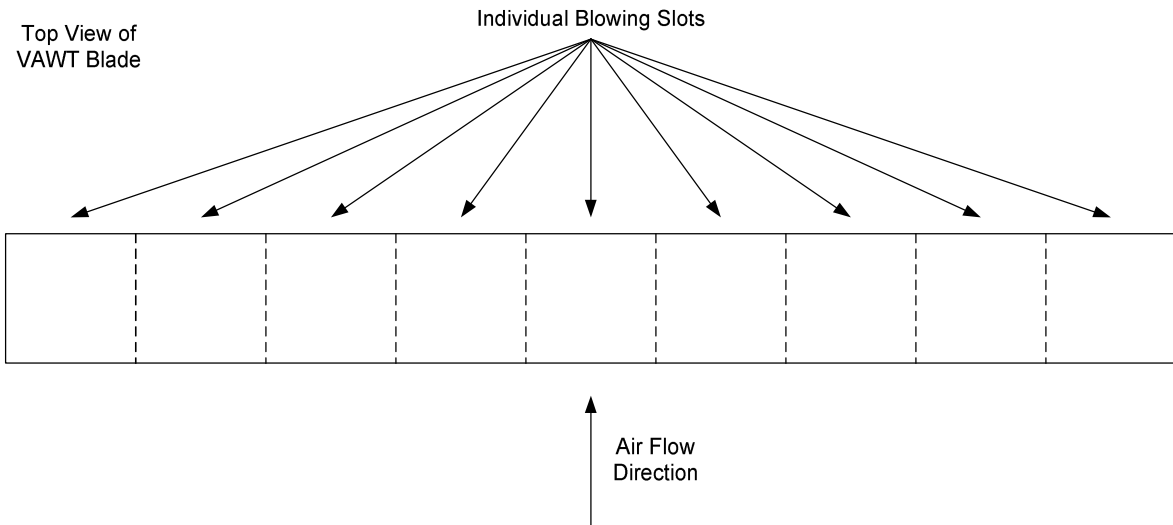 Top View of
VAWT Blade
Individual Blowing Slots
Air Flow
Direction